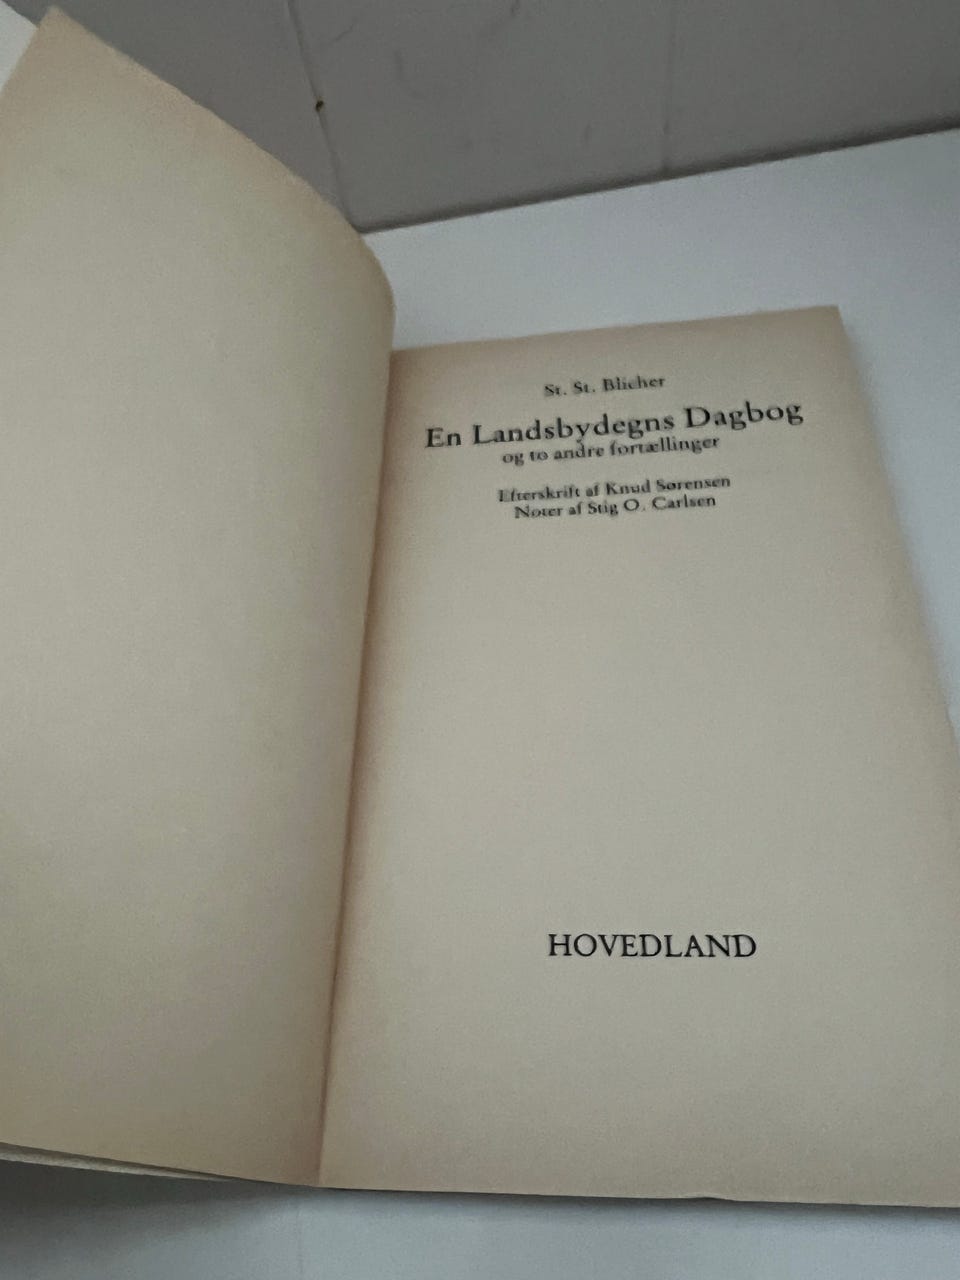 St. St. Blicher
En Landsbydegns Dagbog
og to andre fortællinger
Efterskrift af Knud Sørensen
Noter af Stig O. Carlsen
HOVEDLAND